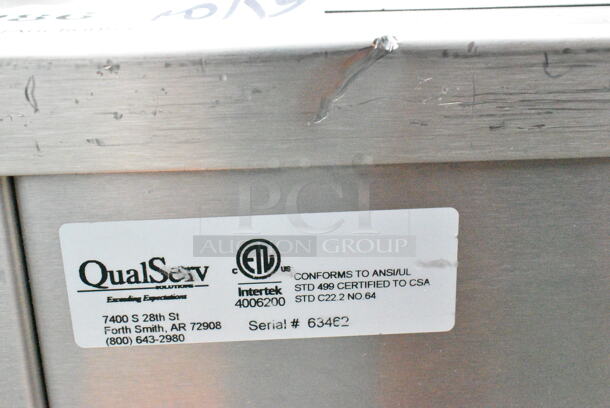 PCI
AUCTION GROUP
QualServ
SOLUTIONS
Exceeding Expectations
7400 S 28th St
Forth Smith, AR 72908
(800) 643-2980
C ETL US
Intertek
4006200
CONFORMS TO ANSI/UL
STD 499 CERTIFIED TO CSA
STD C22.2 NO.64
Serial # 63462